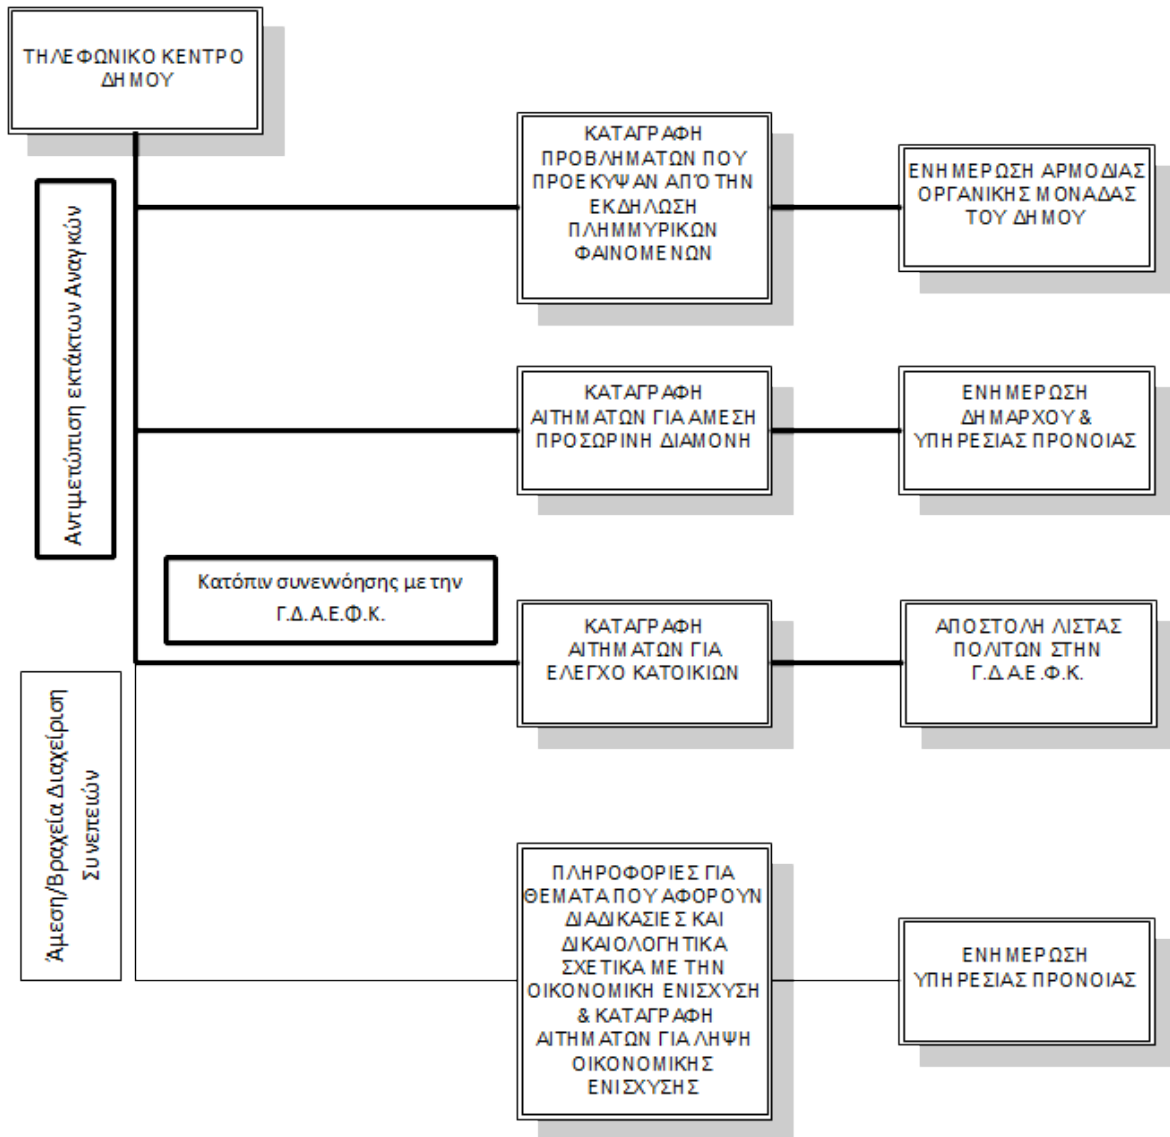 ΤΗΛΕΦΩΝΙΚΟ ΚΕΝΤΡΟ
ΔΗΜΟΥ
Αντιμετώπιση εκτάκτων Αναγκών
ΚΑΤΑΓΡΑΦΗ
ΠΡΟΒΛΗΜΑΤΩΝ ΠΟΥ
ΠΡΟΕΚΥΨΑΝ ΑΠΌ ΤΗΝ
ΕΚΔΗΛΩΣΗ
ΠΛΗΜΜΥΡΙΚΩΝ
ΦΑΙΝΟΜΕΝΩΝ
ΕΝΗΜΕΡΩΣΗ ΑΡΜΟΔΙΑΣ
ΟΡΓΑΝΙΚΗΣ ΜΟΝΑΔΑΣ
ΤΟΥ ΔΗΜΟΥ
ΚΑΤΑΓΡΑΦΗ
ΑΙΤΗΜΑΤΩΝ ΓΙΑ ΑΜΕΣΗ
ΠΡΟΣΩΡΙΝΗ ΔΙΑΜΟΝΗ
ΕΝΗΜΕΡΩΣΗ
ΔΗΜΑΡΧΟΥ &
ΥΠΗΡΕΣΙΑΣ ΠΡΟΝΟΙΑΣ
Κατόπιν συνεννόησης με την
Γ.Δ.Α.Ε.Φ.Κ.
ΚΑΤΑΓΡΑΦΗ
ΑΙΤΗΜΑΤΩΝ ΓΙΑ
ΕΛΕΓΧΟ ΚΑΤΟΙΚΙΩΝ
ΑΠΟΣΤΟΛΗ ΛΙΣΤΑΣ
ΠΟΛΙΤΩΝ ΣΤΗΝ
Γ.Δ.Α.Ε.Φ.Κ.
Άμεση/Βραχεία Διαχείριση
Συνεπειών
ΠΛΗΡΟΦΟΡΙΕΣ ΓΙΑ
ΘΕΜΑΤΑ ΠΟΥ ΑΦΟΡΟΥΝ
ΔΙΑΔΙΚΑΣΙΕΣ ΚΑΙ
ΔΙΚΑΙΟΛΟΓΗΤΙΚΑ
ΣΧΕΤΙΚΑ ΜΕ ΤΗΝ
ΟΙΚΟΝΟΜΙΚΗ ΕΝΙΣΧΥΣΗ
& ΚΑΤΑΓΡΑΦΗ
ΑΙΤΗΜΑΤΩΝ ΓΙΑ ΛΗΨΗ
ΟΙΚΟΝΟΜΙΚΗΣ
ΕΝΙΣΧΥΣΗΣ
ΕΝΗΜΕΡΩΣΗ
ΥΠΗΡΕΣΙΑΣ ΠΡΟΝΟΙΑΣ